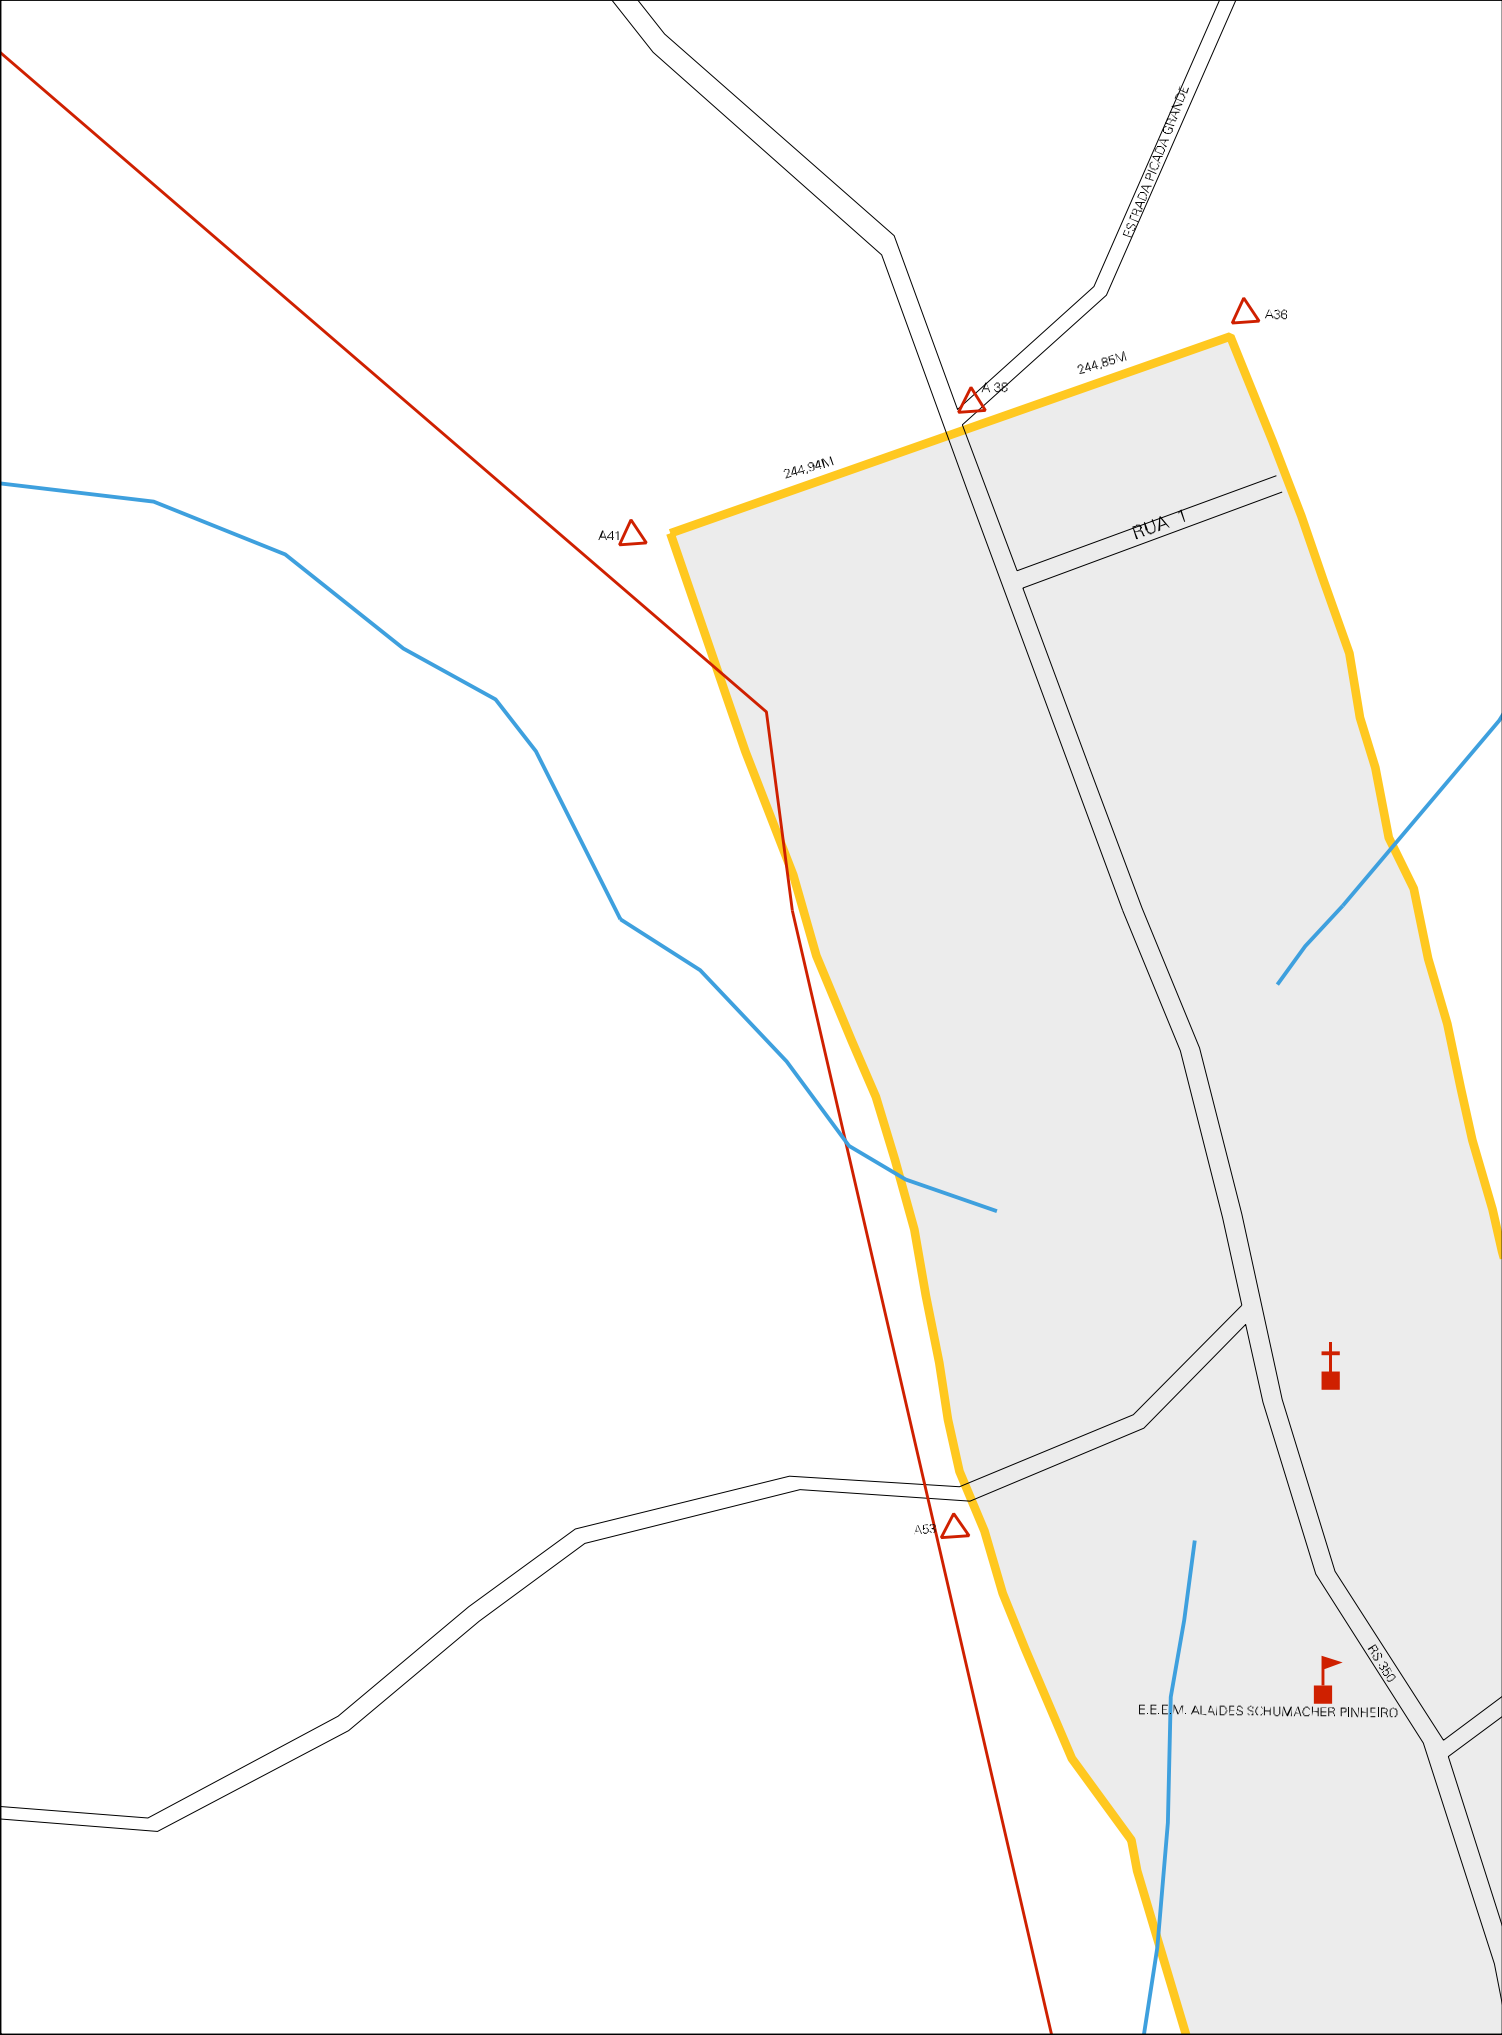 ESTRADA PICADA GRANDE
A36
244,85M
A 38
244,94M
RUA 1
A41
A53
RS 350
E.E.E.M. ALAIDES SCHUMACHER PINHEIRO